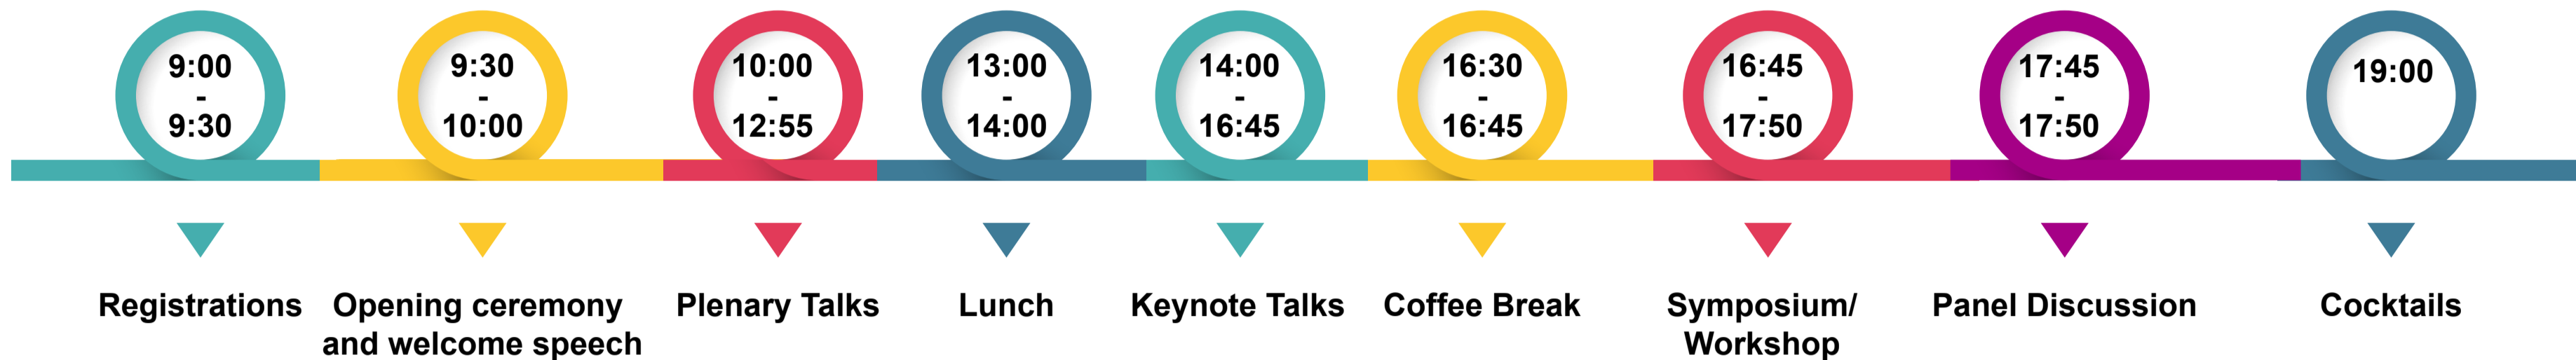 9:00
-
9:30
9:30
-
10:00
10:00
-
12:55
13:00
-
14:00
14:00
-
16:45
16:30
-
16:45
16:45
-
17:50
17:45
-
17:50
19:00
Registrations
Opening ceremony
and welcome speech
Plenary Talks
Lunch
Keynote Talks
Coffee Break
Symposium/
Workshop
Panel Discussion
Cocktails